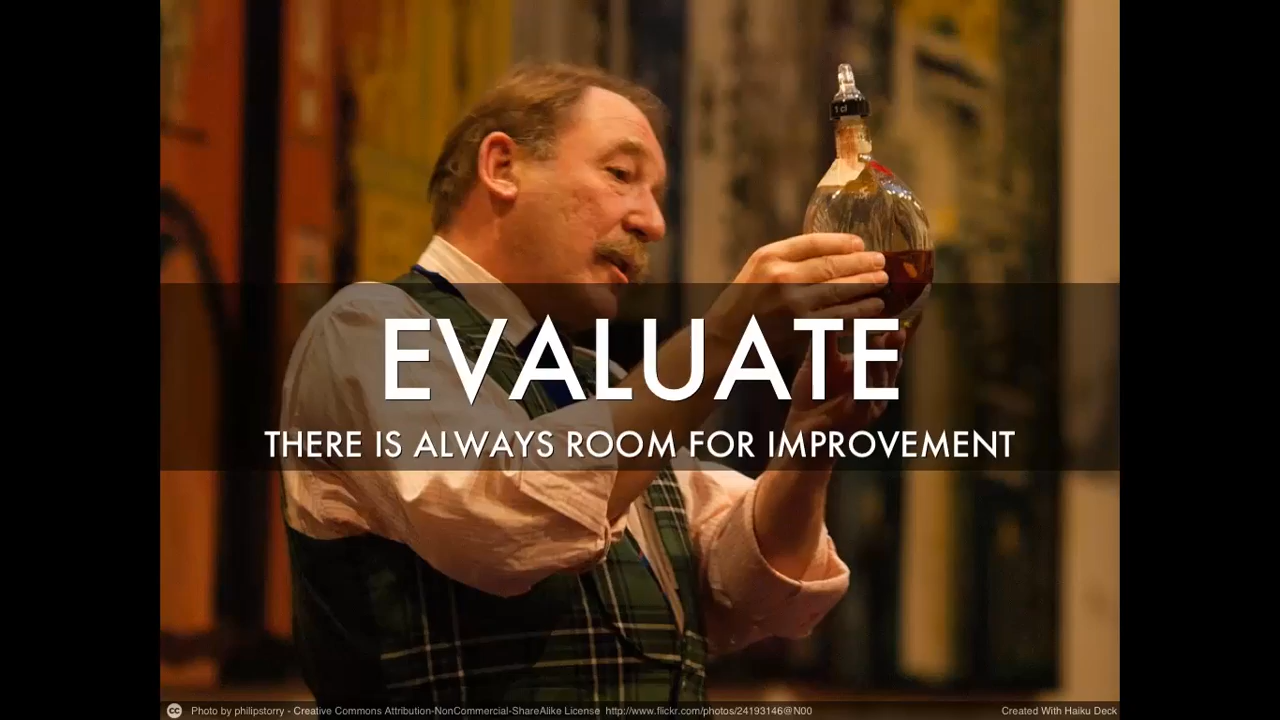 1 cl
EVALUATE
THERE IS ALWAYS ROOM FOR IMPROVEMENT
cc Photo by philipstorry - Creative Commons Attribution-NonCommercial-ShareAlike License http://www.flickr.com/photos/24193146@N00
Created With Haiku Deck